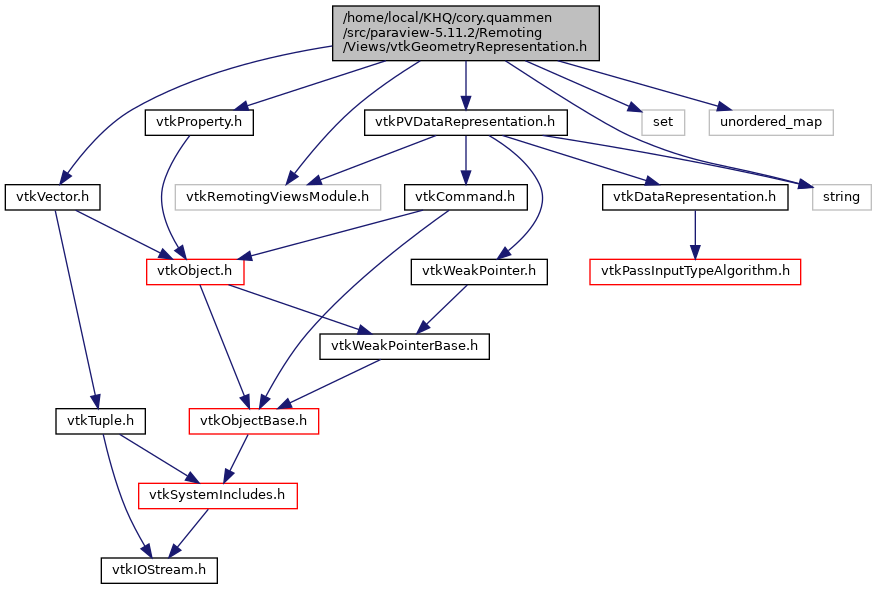 /home/local/KHQ/cory.quammen
/src/paraview-5.11.2/Remoting
/Views/vtkGeometryRepresentation.h
vtkProperty.h
vtkPVDataRepresentation.h
set
unordered_map
vtkVector.h
vtkRemotingViewsModule.h
vtkCommand.h
vtkDataRepresentation.h
string
vtkObject.h
vtkWeakPointer.h
vtkPassInputTypeAlgorithm.h
vtkWeakPointerBase.h
vtkTuple.h
vtkObjectBase.h
vtkSystemIncludes.h
vtkIOStream.h